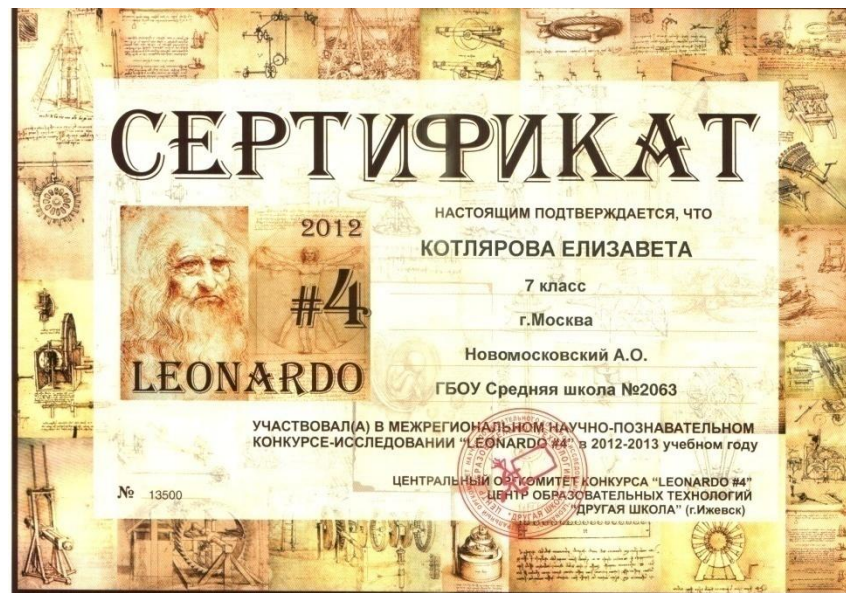 СЕРТИФИКАТ
2012
#4
LEONARDO
НАСТОЯЩИМ ПОДТВЕРЖДАЕТСЯ, ЧТО
КОТЛЯРОВА ЕЛИЗАВЕТА
7 класс
г.Москва
Новомосковский А.О.
ГБОУ Средняя школа №2063
УЧАСТВОВАЛ(А) В МЕЖРЕГИОНАЛЬНОМ НАУЧНО-ПОЗНАВАТЕЛЬНОМ
КОНКУРСЕ-ИССЛЕДОВАНИИ "LEONARDO #4" в 2012-2013 учебном году
№ 13500
ЦЕНТРАЛЬНЫЙ ОРГКОМИТЕТ КОНКУРСА "LEONARDO #4"
ЦЕНТР ОБРАЗОВАТЕЛЬНЫХ ТЕХНОЛОГИЙ
"ДРУГАЯ ШКОЛА" (г.Ижевск)
"ДРУГАЯ ШКОЛА"